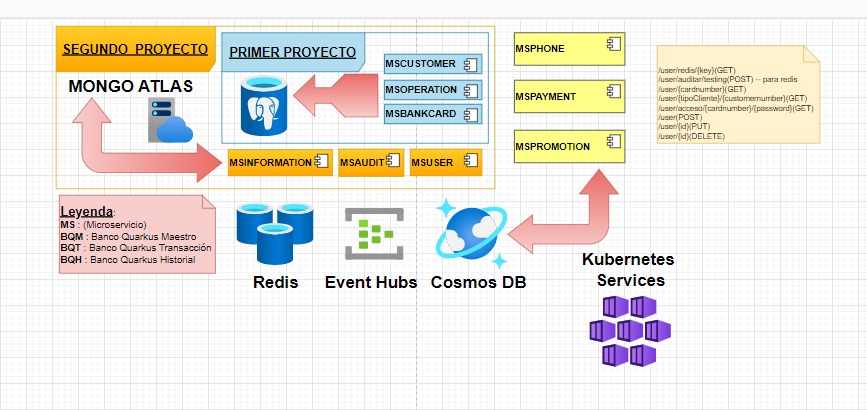 SEGUNDO PROYECTO
PRIMER PROYECTO
MONGO ATLAS
MSCUSTOMER
MSOPERATION
MSBANKCARD
MSINFORMATION
MSAUDIT
MSUSER
MSPHONE
MSPAYMENT
MSPROMOTION
/user/redis/{key}(GET)
/user/auditar/testing(POST) -- para redis
/user/{cardnumber}(GET)
/user/{tipoCliente}/{customernumber}(GET)
/user/acceso/{cardnumber}/{password}(GET)
/user(POST)
/user/{id}(PUT)
/user/{id}(DELETE)
Leyenda:
MS : (Microservicio)
BQM : Banco Quarkus Maestro
BQT : Banco Quarkus Transacción
BQH : Banco Quarkus Historial
Redis
Event Hubs
Cosmos DB
Kubernetes
Services